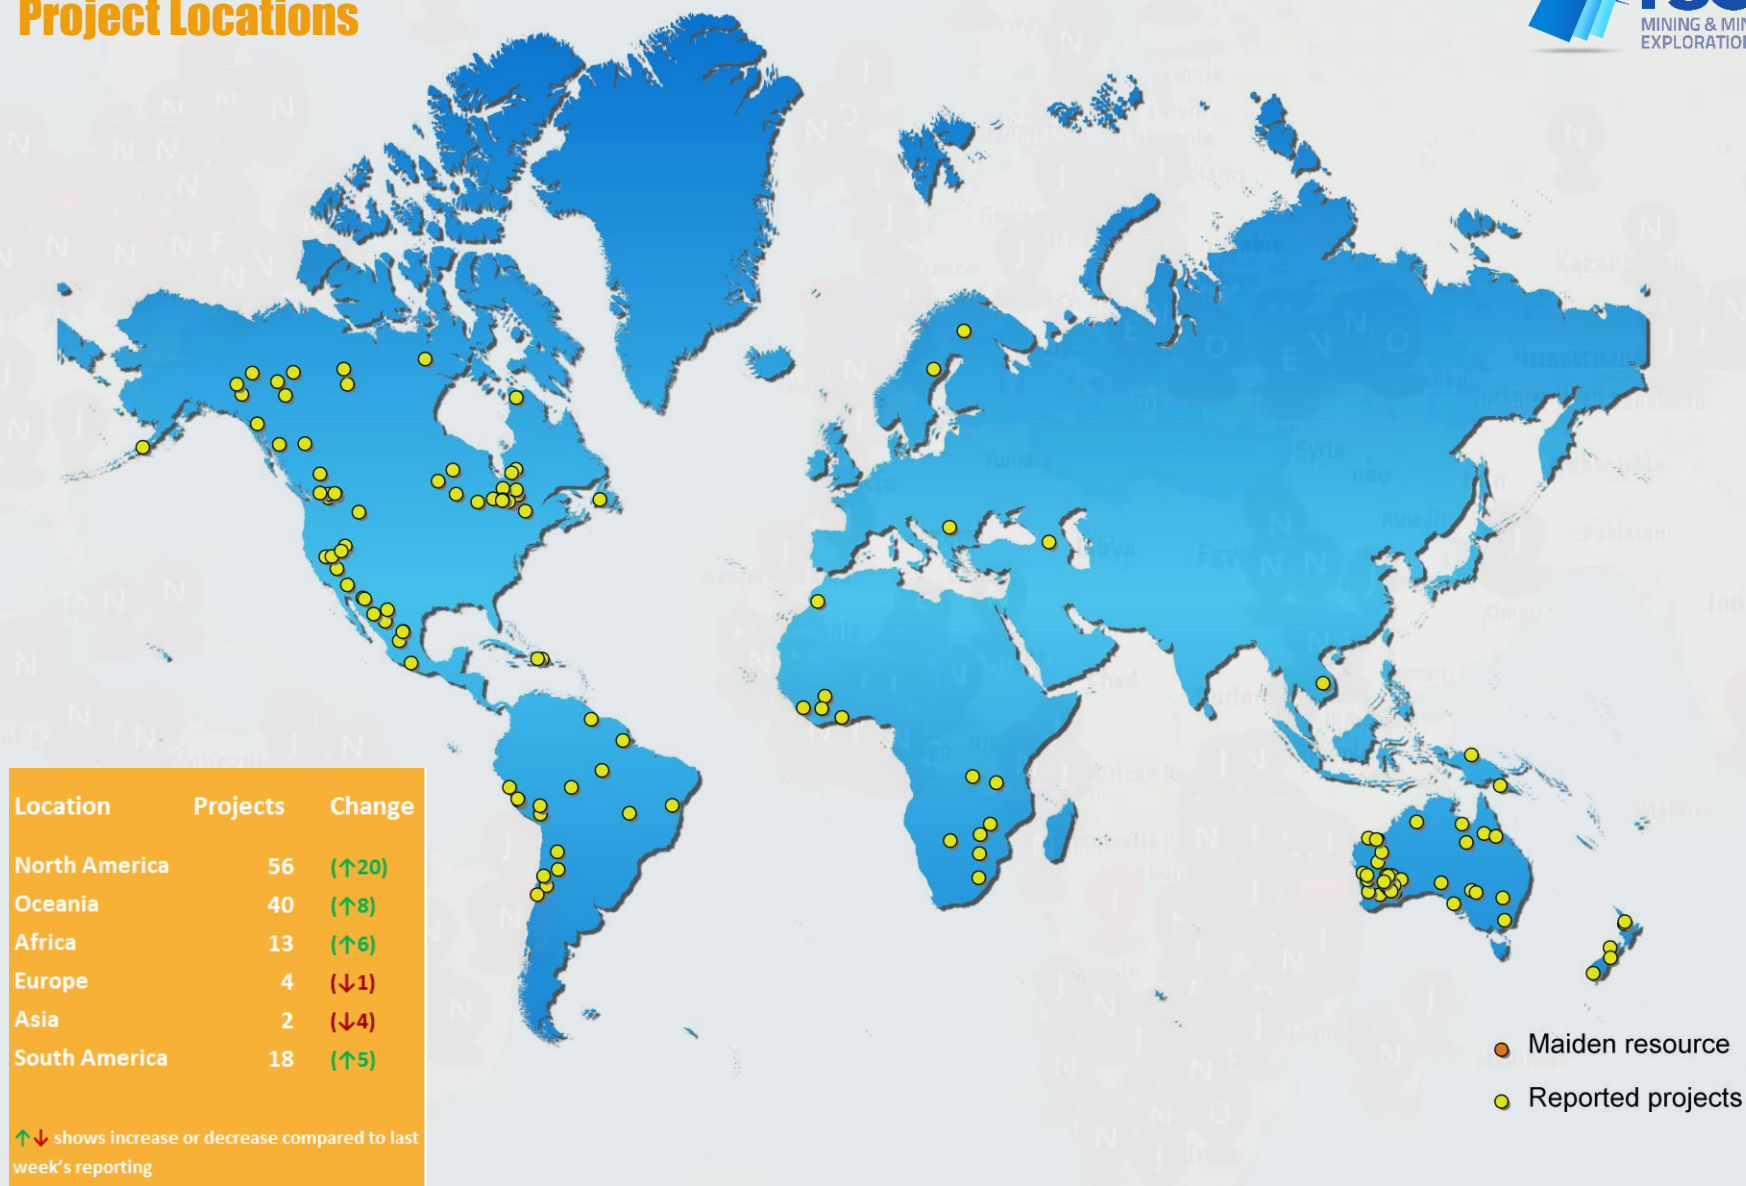 Project Locations
MINING & MIN
EXPLORATION
Location Projects Change
North America 56 (↑20)
Oceania 40 (↑8)
Africa 13 (↑6)
Europe 4 (↓1)
Asia 2 (↓4)
South America 18 (↑5)
↑↓ shows increase or decrease compared to last
week's reporting
Maiden resource
Reported projects